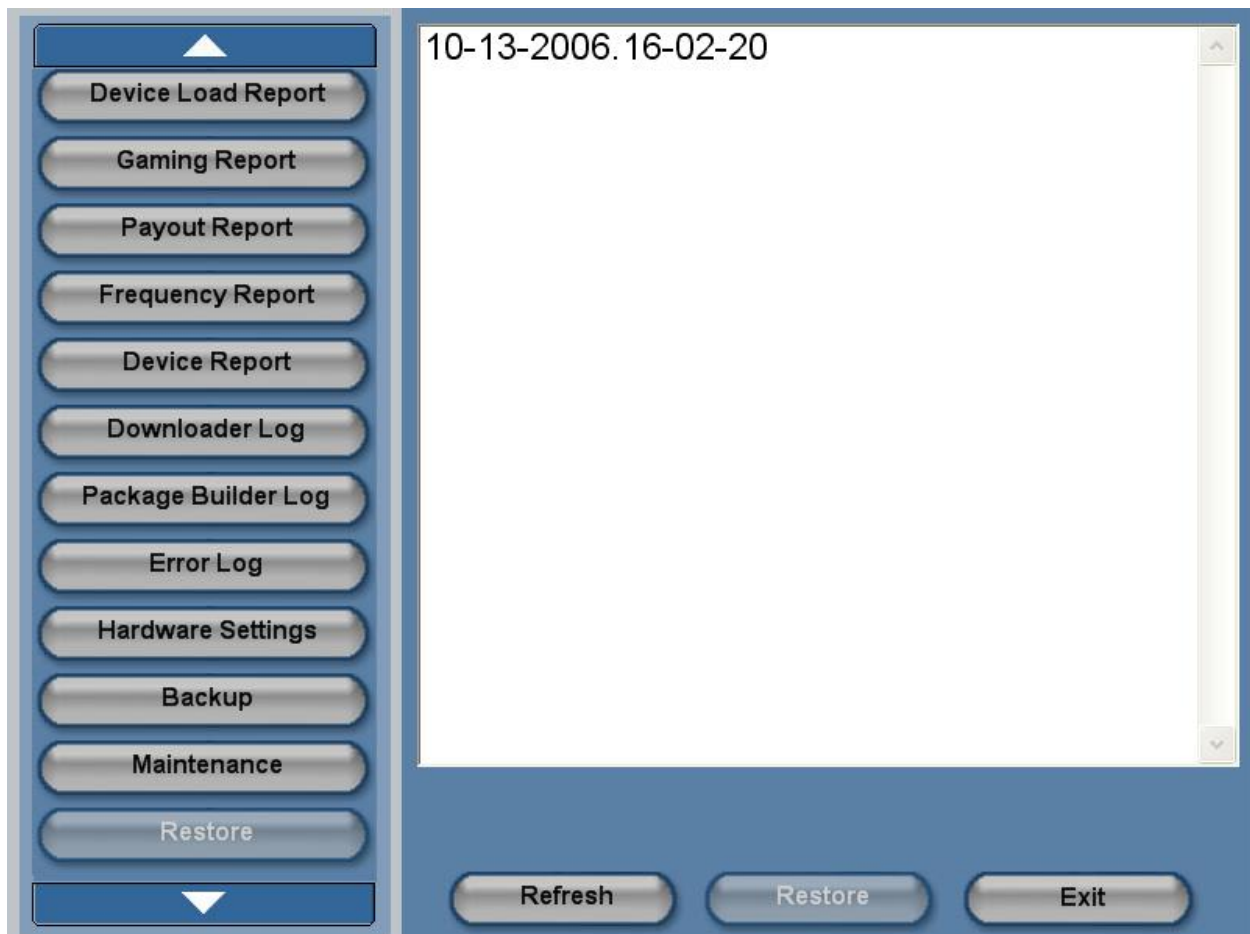 Device Load Report
Gaming Report
Payout Report
Frequency Report
Device Report
Downloader Log
Package Builder Log
Error Log
Hardware Settings
Backup
Maintenance
Restore
10-13-2006.16-02-20
Refresh
Restore
Exit